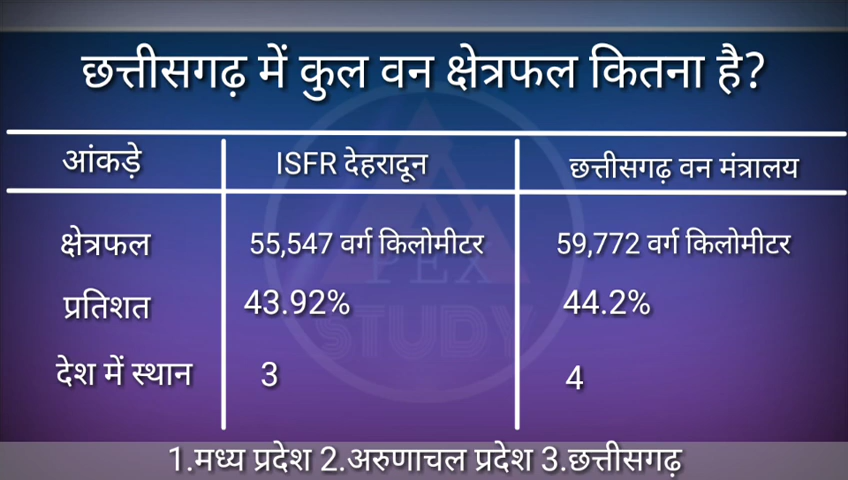 छत्तीसगढ़ में कुल वन क्षेत्रफल कितना है?
आंकड़े ISFR देहरादून छत्तीसगढ़ वन मंत्रालय
क्षेत्रफल 55,547 वर्ग किलोमीटर 59,772 वर्ग किलोमीटर
प्रतिशत 43.92% 44.2%
देश में स्थान 3 4
1.मध्य प्रदेश 2.अरुणाचल प्रदेश 3.छत्तीसगढ़
APEX
STUDY